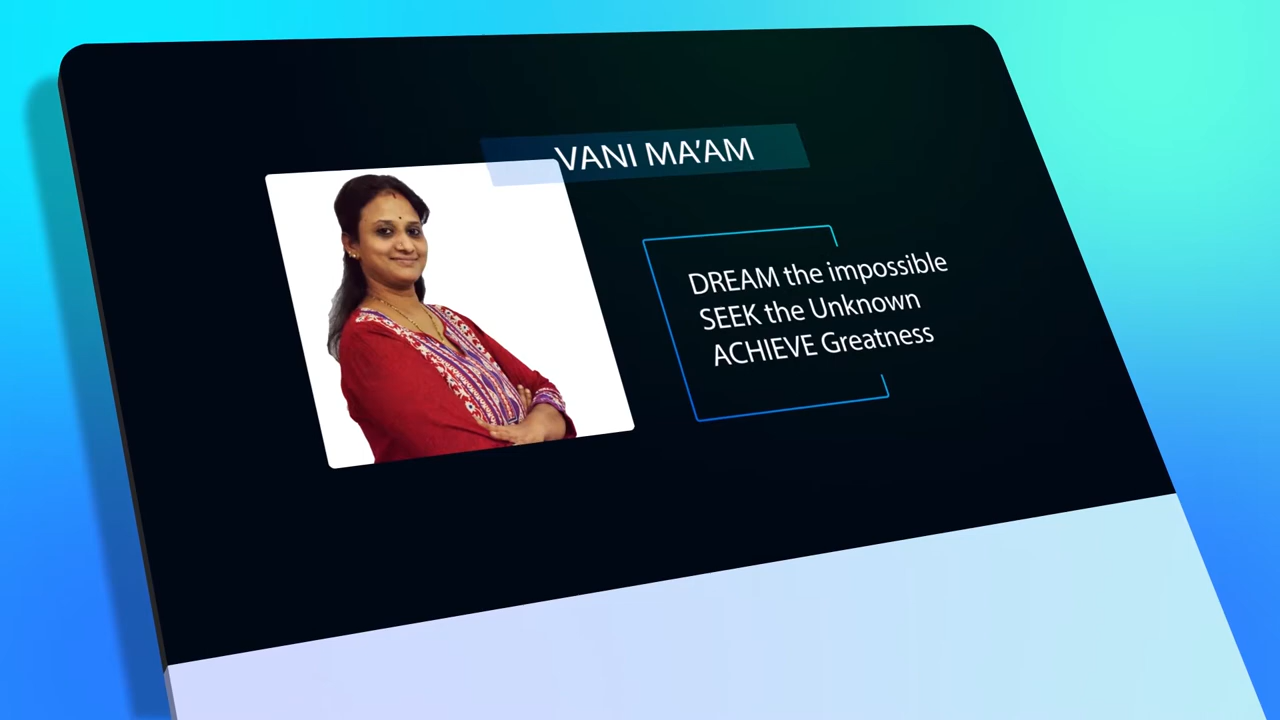 VANI MA’AM
DREAM the impossible
SEEK the Unknown
ACHIEVE Greatness